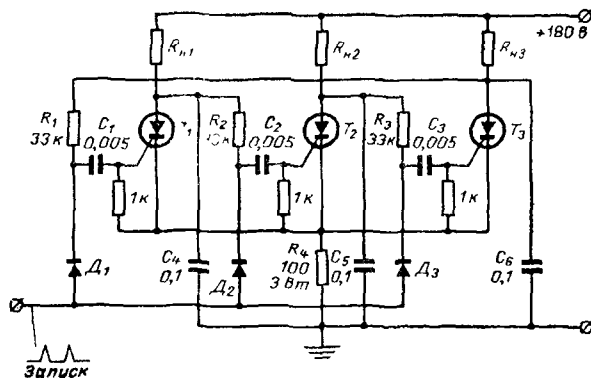 Rн1
Rн2
Rн3
+180 в
R1
33к
C1
0,005
T1
R2
C2
0,005
T2
R3
33к
C3
0,005
T3
1к
1к
1к
Д1
C4
0,1
Д2
R4
100
3 Вт
C5
0,1
Д3
C6
0,1
Запуск